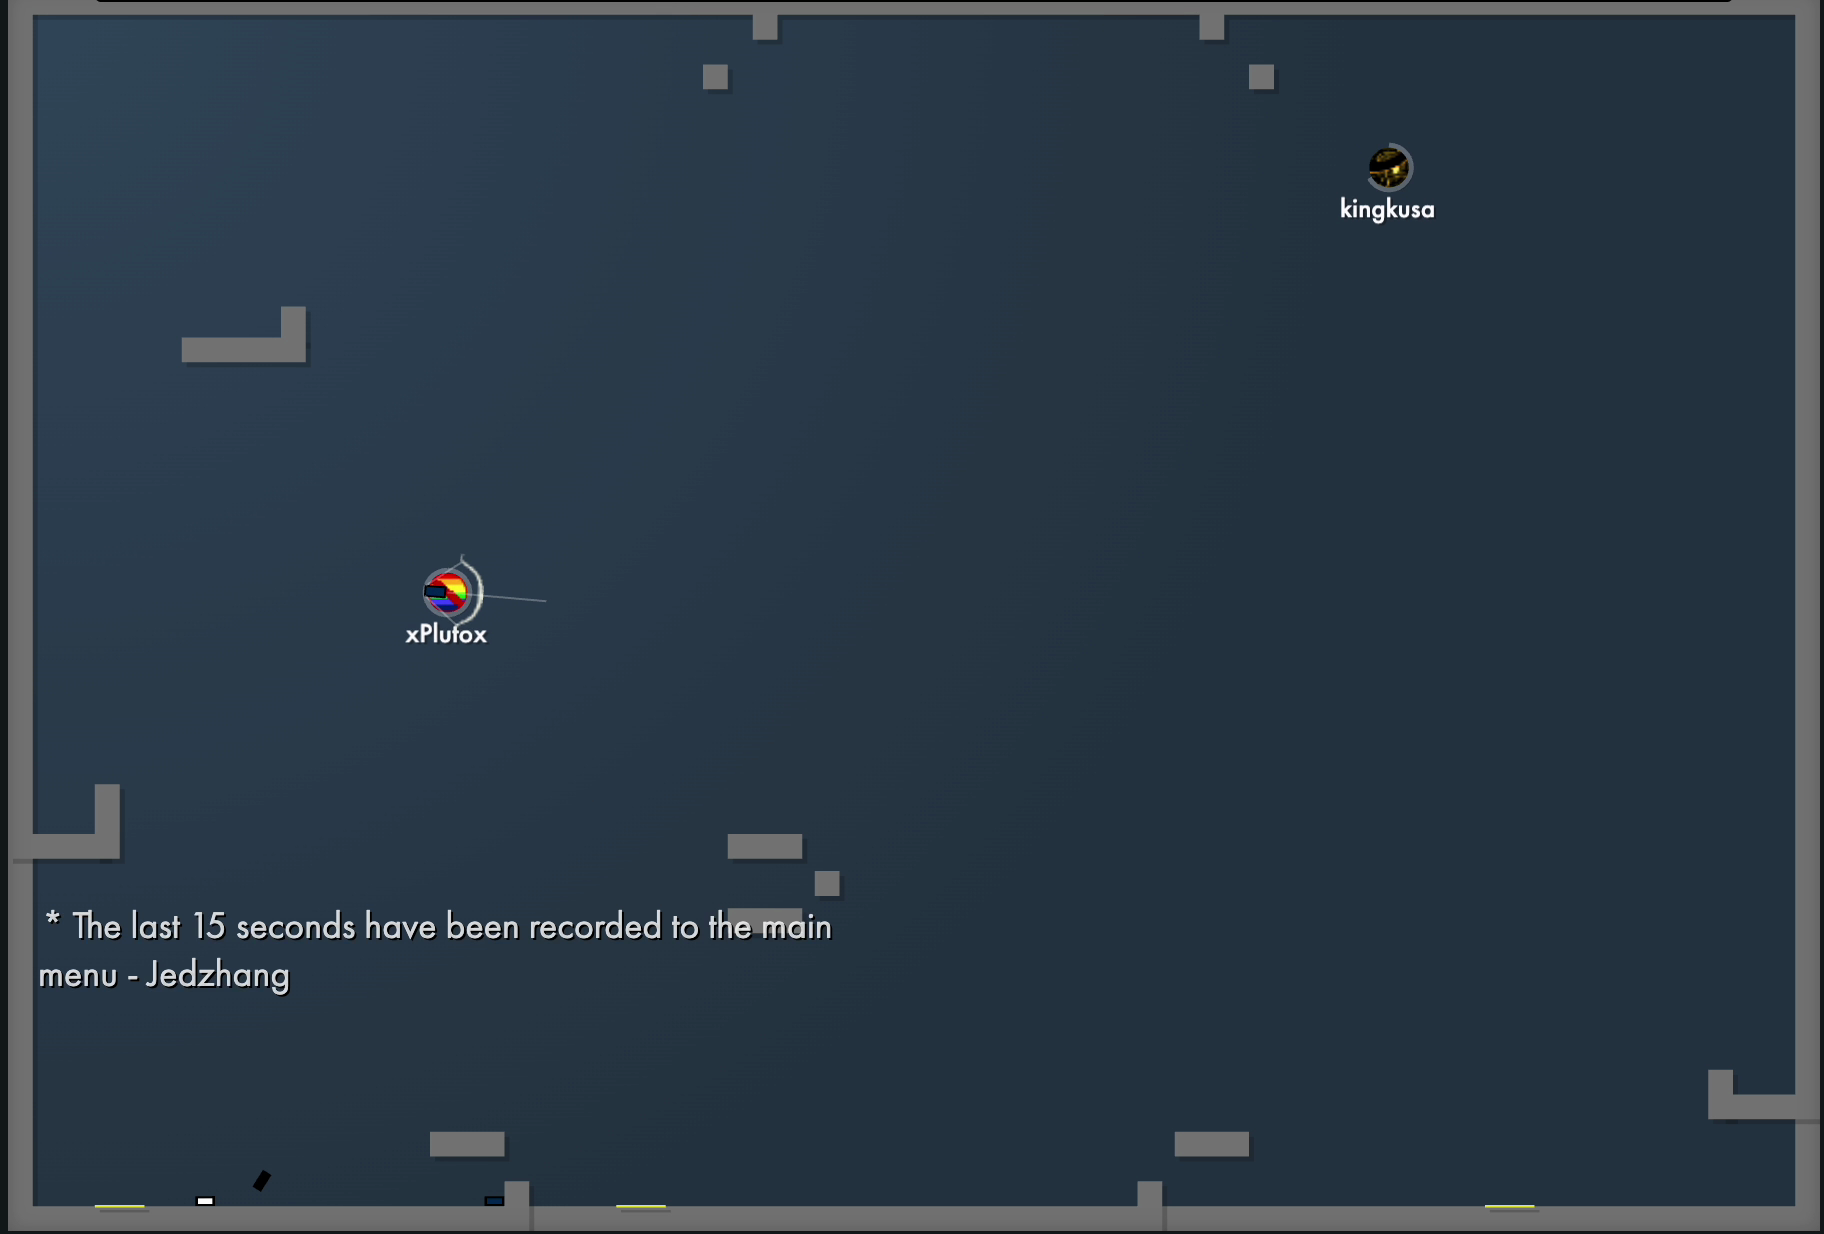 kingkusa
xPlutox
* The last 15 seconds have been recorded to the main
menu - Jedzhang